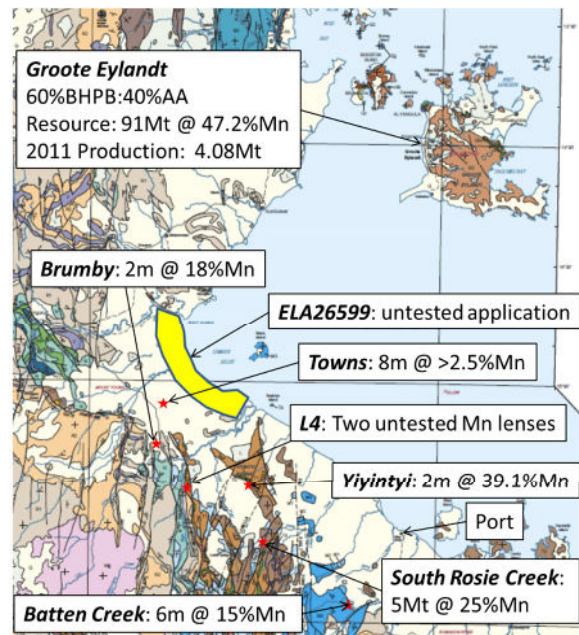 Groote Eylandt
60%BHPB:40%AA
Resource: 91Mt @ 47.2%Mn
2011 Production: 4.08Mt
Brumby: 2m @ 18%Mn
ELA26599: untested application
Towns: 8m @ >2.5%Mn
L4: Two untested Mn lenses
Yiyintyi: 2m @ 39.1%Mn
Port
South Rosie Creek:
5Mt @ 25%Mn
Batten Creek: 6m @ 15%Mn